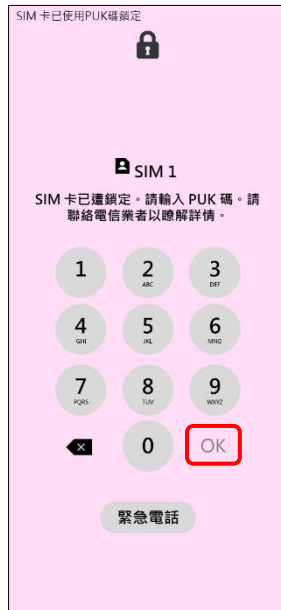 SIM 卡已使用PUK碼鎖定
SIM 1
SIM 卡已遭鎖定。請輸入 PUK 碼。請
聯絡電信業者以瞭解詳情。
1 2 3
ABC DEF
4 5 6
GHI JKL MNO
7 8 9
PQRS TUV WXYZ
0 OK
緊急電話